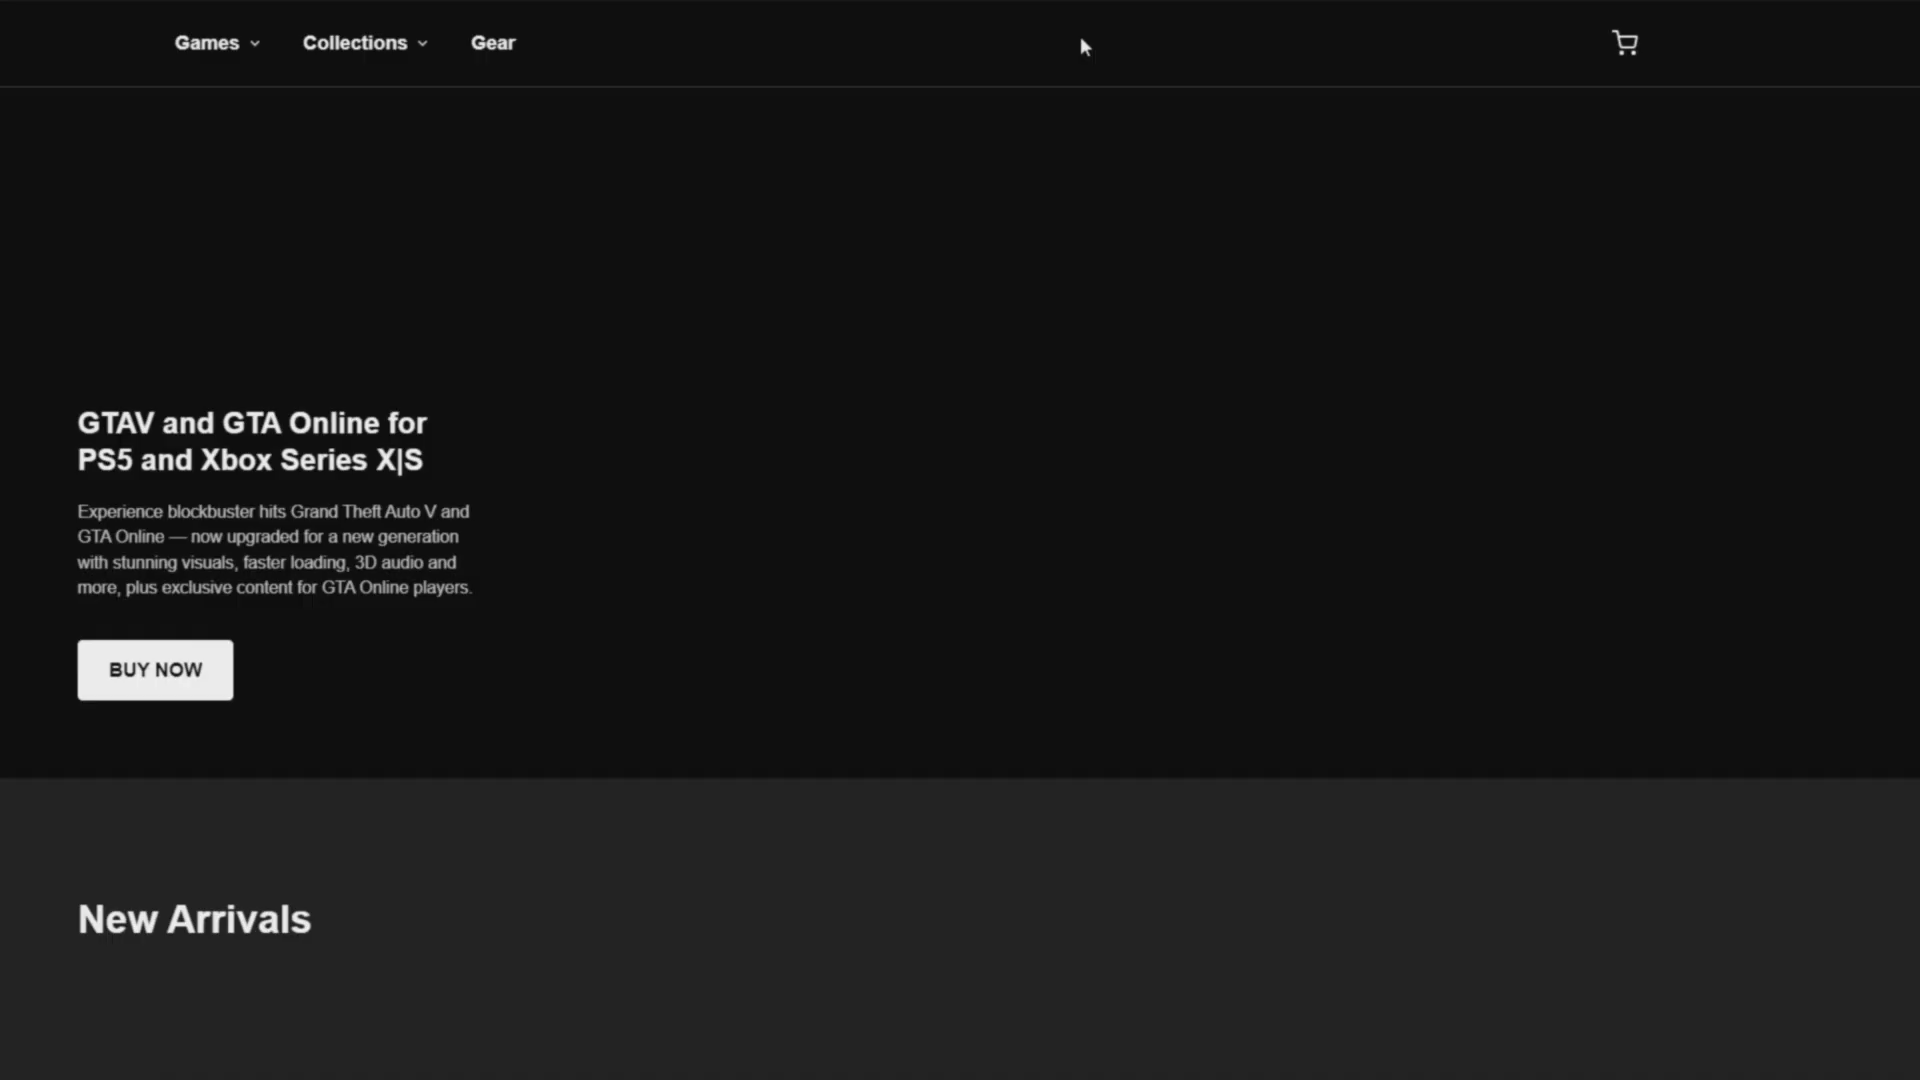 Games
Collections
Gear
GTAV and GTA Online for
PS5 and Xbox Series X|S
Experience blockbuster hits Grand Theft Auto V and
GTA Online — now upgraded for a new generation
with stunning visuals, faster loading, 3D audio and
more, plus exclusive content for GTA Online players.
BUY NOW
New Arrivals